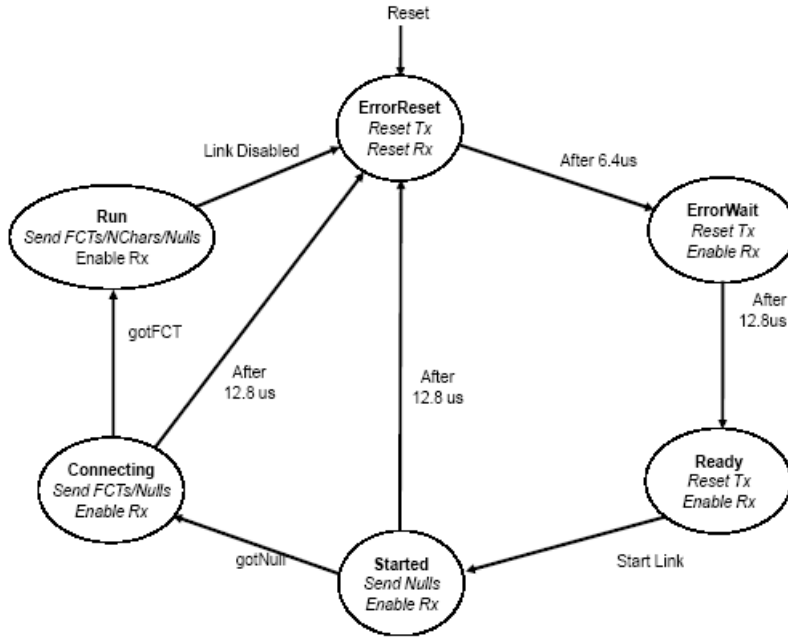 Reset
ErrorReset
Reset Tx
Reset Rx
Link Disabled
After 6.4us
Run
Send FCTs/NChars/Nulls
Enable Rx
ErrorWait
Reset Tx
Enable Rx
After
12.8us
gotFCT
After
12.8 us
After
12.8 us
Connecting
Send FCTs/Nulls
Enable Rx
Ready
Reset Tx
Enable Rx
gotNull
Started
Send Nulls
Enable Rx
Start Link